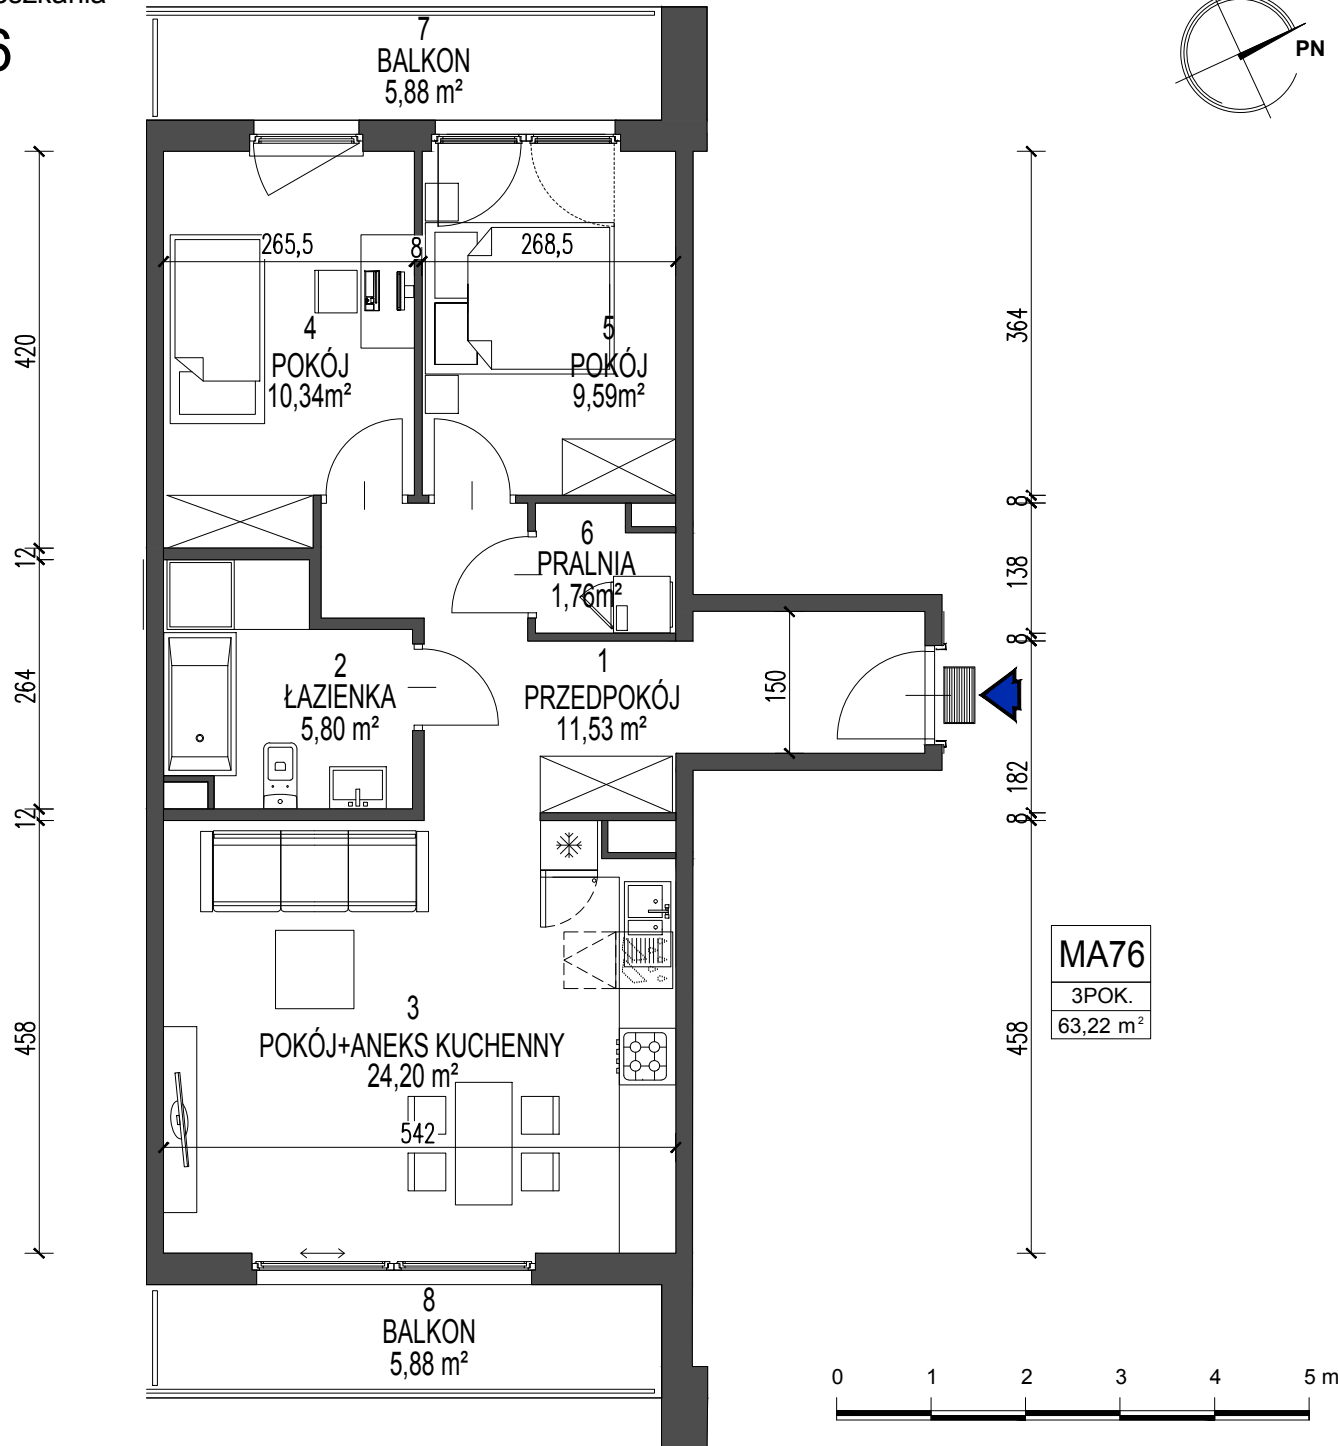 7
BALKON
5,88 m²
PN
265,5
8
268,5
4
POKÓJ
10,34m²
5
POKÓJ
9,59m²
420
364
6
PRALNIA
1,76m²
12
8
138
8
1
PRZEDPOKÓJ
11,53 m²
150
2
ŁAZIENKA
5,80 m²
264
182
12
8
3
POKÓJ+ANEKS KUCHENNY
24,20 m²
542
458
458
MA76
3POK.
63,22 m²
8
BALKON
5,88 m²
0 1 2 3 4 5 m